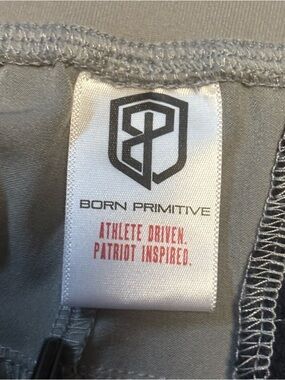 BORN PRIMITIVE
ATHLETE DRIVEN.
PATRIOT INSPIRED.